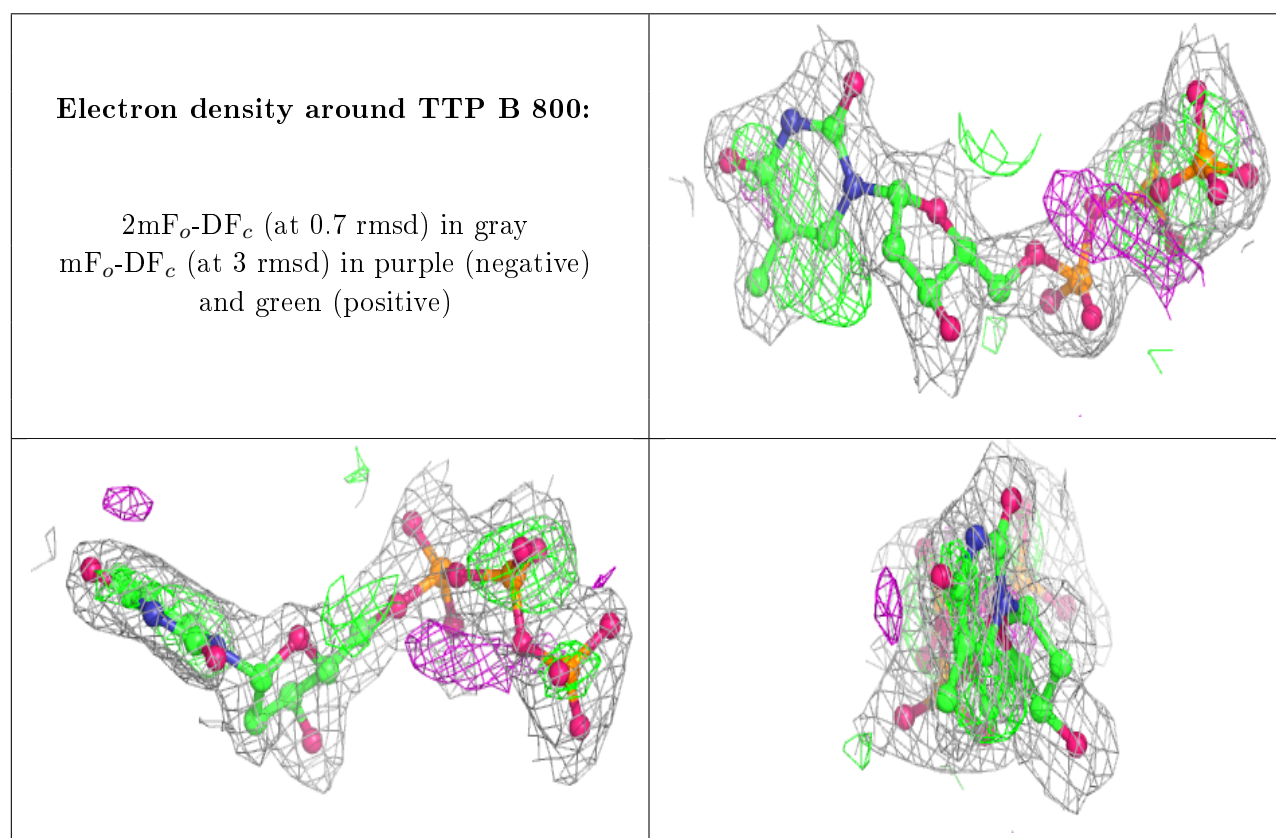 Electron density around TTP B 800:
2mFₒ-DF𝒸 (at 0.7 rmsd) in gray
mFₒ-DF𝒸 (at 3 rmsd) in purple (negative)
and green (positive)